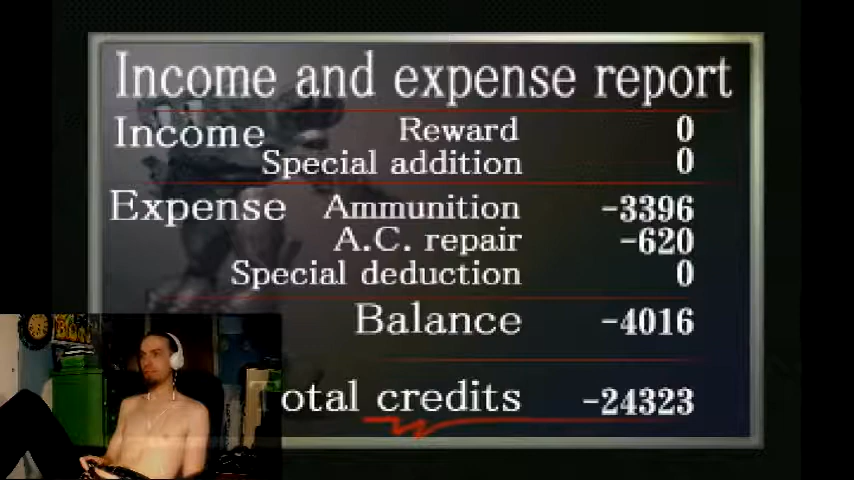 Income and expense report
Income Reward 0
Special addition 0
Expense Ammunition -3396
A.C. repair -620
Special deduction 0
Balance -4016
Total credits -24323